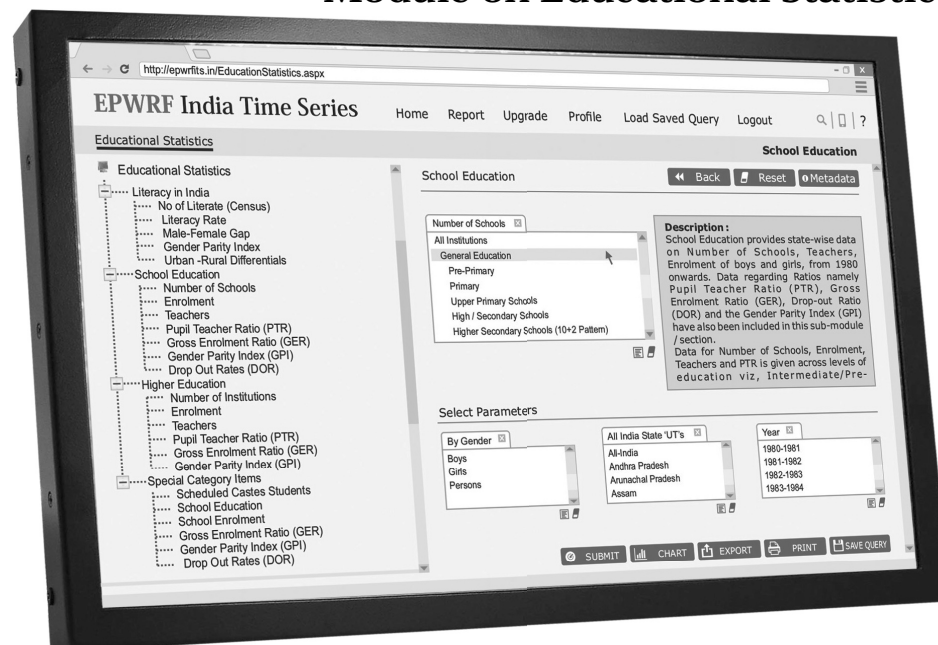 Module on Educational Statistic
http://epwrfits.in/EducationStatistics.aspx
EPWRF India Time Series
Home Report Upgrade Profile Load Saved Query Logout
?
Educational Statistics
School Education
Educational Statistics
Literacy in India
No of Literate (Census)
Literacy Rate
Male-Female Gap
Gender Parity Index
Urban -Rural Differentials
School Education
Number of Schools
Enrolment
Teachers
Pupil Teacher Ratio (PTR)
Gross Enrolment Ratio (GER)
Gender Parity Index (GPI)
Drop Out Rates (DOR)
Higher Education
Number of Institutions
Enrolment
Teachers
Pupil Teacher Ratio (PTR)
Gross Enrolment Ratio (GER)
Gender Parity Index (GPI)
Special Category Items
Scheduled Castes Students
School Education
School Enrolment
Gross Enrolment Ratio (GER)
Gender Parity Index (GPI)
Drop Out Rates (DOR)
School Education
Back Reset Metadata
Number of Schools
All Institutions
General Education
Pre-Primary
Primary
Upper Primary Schools
High / Secondary Schools
Higher Secondary Schools (10+2 Pattem)
Description :
School Education provides state-wise data
on Number of Schools, Teachers,
Enrolment of boys and girls, from 1980
onwards. Data regarding Ratios namely
Pupil Teacher Ratio (PTR), Gross
Enrolment Ratio (GER), Drop-out Ratio
(DOR) and the Gender Parity Index (GPI)
have also been included in this sub-module
/ section.
Data for Number of Schools, Enrolment,
Teachers and PTR is given across levels of
education viz, Intermediate/Pre-
Select Parameters
By Gender
Boys
Girls
Persons
All India State 'UT's
All-India
Andhra Pradesh
Arunachal Pradesh
Assam
Year
1980-1981
1981-1982
1982-1983
1983-1984
SUBMIT CHART EXPORT PRINT SAVE QUERY